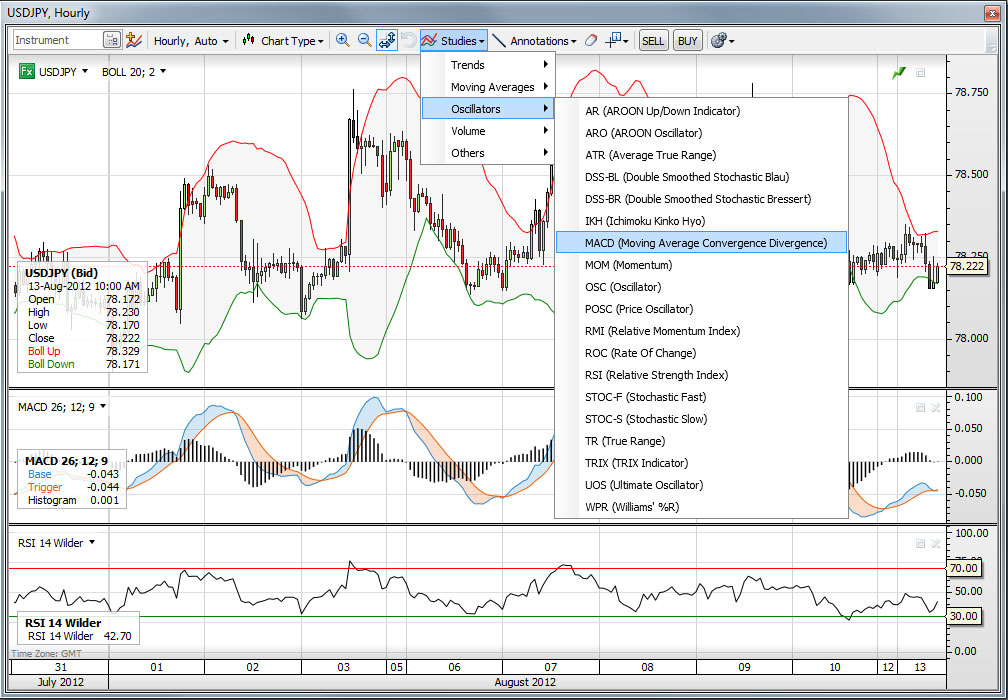 USDJPY, Hourly
Instrument
Hourly, Auto
Chart Type
Studies
Annotations
SELL
BUY
Fx USDJPY
BOLL 20; 2
Trends
Moving Averages
Oscillators
Volume
Others
AR (AROON Up/Down Indicator)
ARO (AROON Oscillator)
ATR (Average True Range)
DSS-BL (Double Smoothed Stochastic Blau)
DSS-BR (Double Smoothed Stochastic Bressert)
IKH (Ichimoku Kinko Hyo)
MACD (Moving Average Convergence Divergence)
MOM (Momentum)
OSC (Oscillator)
POSC (Price Oscillator)
RMI (Relative Momentum Index)
ROC (Rate Of Change)
RSI (Relative Strength Index)
STOC-F (Stochastic Fast)
STOC-S (Stochastic Slow)
TR (True Range)
TRIX (TRIX Indicator)
UOS (Ultimate Oscillator)
WPR (Williams' %R)
78.750
78.500
78.222
78.000
USDJPY (Bid)
13-Aug-2012 10:00 AM
Open 78.172
High 78.230
Low 78.170
Close 78.222
Boll Up 78.329
Boll Down 78.171
MACD 26; 12; 9
0.100
0.050
0.000
-0.050
MACD 26; 12; 9
Base -0.043
Trigger -0.044
Histogram 0.001
RSI 14 Wilder
100.00
70.00
50.00
30.00
0.00
RSI 14 Wilder
RSI 14 Wilder 42.70
Time Zone: GMT
31 01 02 03 05 06 07 08 09 10 12 13
July 2012
August 2012